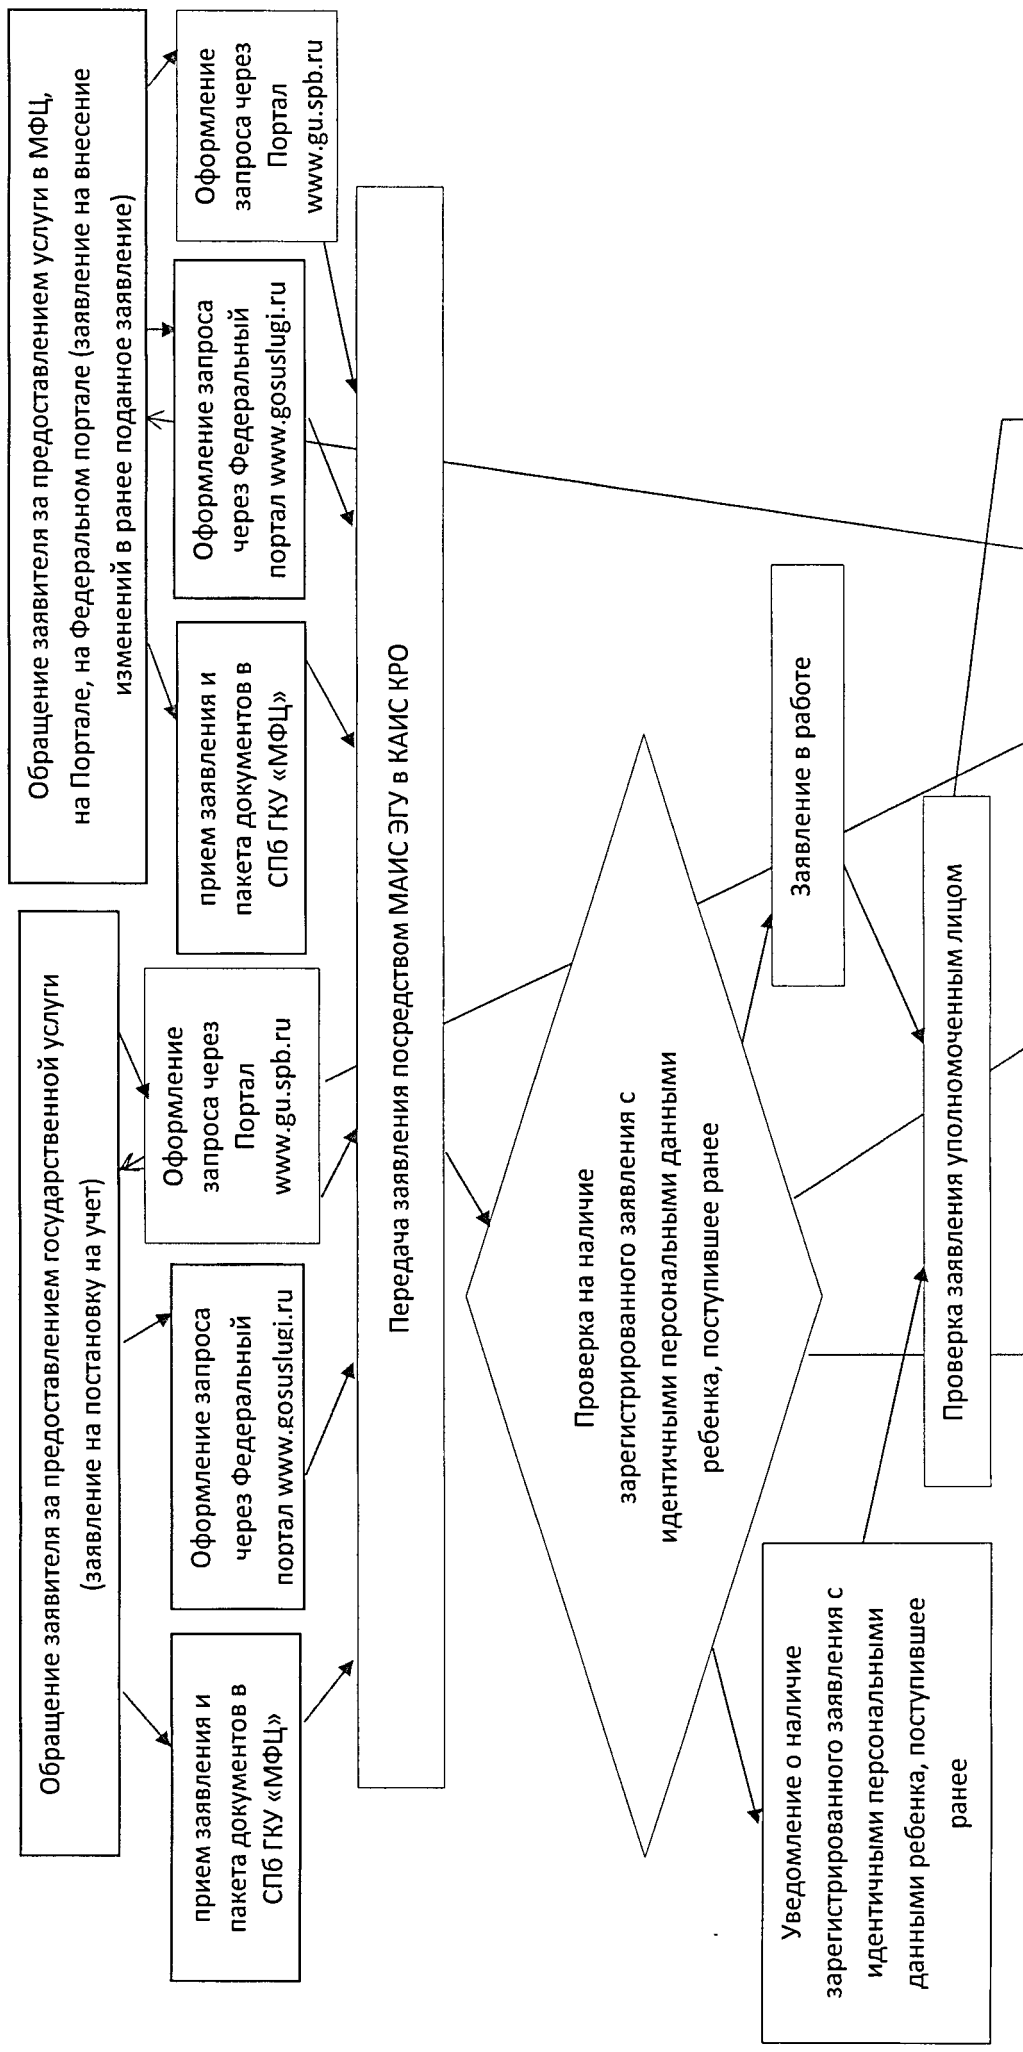 Обращение заявителя за предоставлением государственной услуги
(заявление на постановку на учет)
Обращение заявителя за предоставлением услуги в МФЦ,
на Портале, на Федеральном портале (заявление на внесение
изменений в ранее поданное заявление)
прием заявления и
пакета документов в
СПб ГКУ «МФЦ»
Оформление запроса
через Федеральный
портал www.gosuslugi.ru
Оформление
запроса через
Портал
www.gu.spb.ru
прием заявления и
пакета документов в
СПб ГКУ «МФЦ»
Оформление запроса
через Федеральный
портал www.gosuslugi.ru
Оформление
запроса через
Портал
www.gu.spb.ru
Передача заявления посредством МАИС ЭГУ в КАИС КРО
Проверка на наличие
зарегистрированного заявления с
идентичными персональными данными
ребенка, поступившее ранее
Уведомление о наличие
зарегистрированного заявления с
идентичными персональными
данными ребенка, поступившее
ранее
Заявление в работе
Проверка заявления уполномоченным лицом